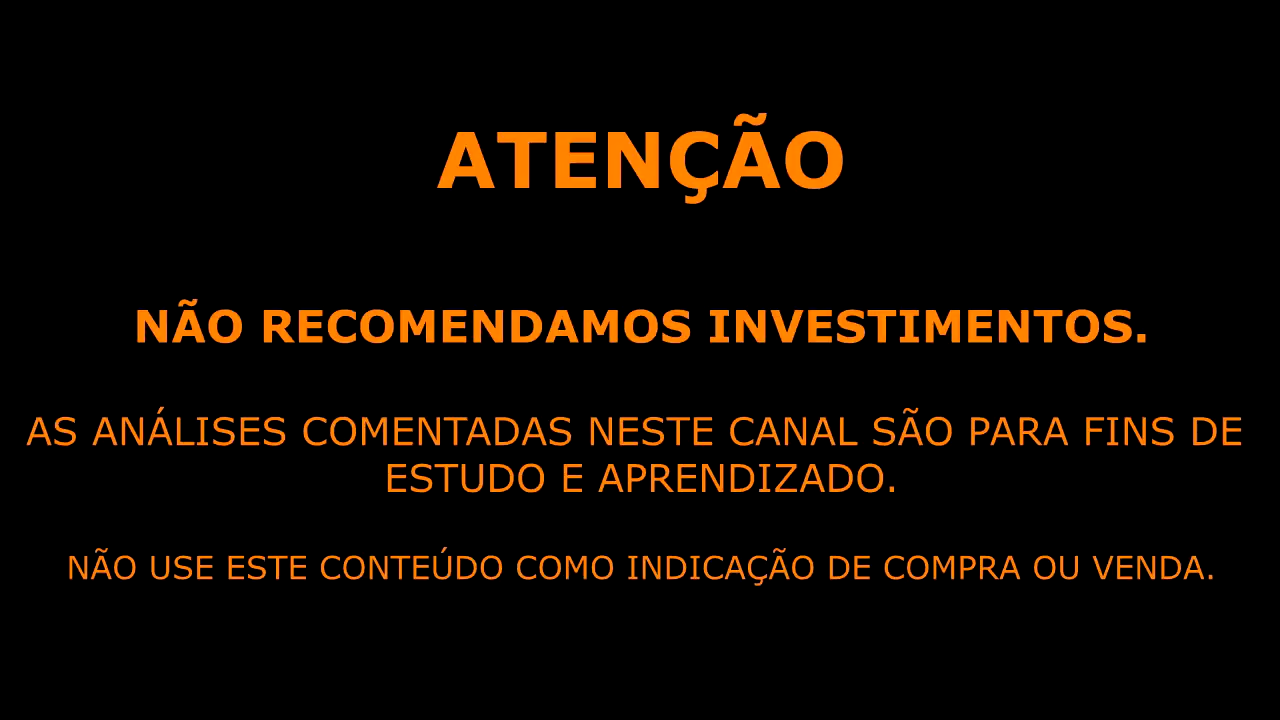 ATENÇÃO
NÃO RECOMENDAMOS INVESTIMENTOS.
AS ANÁLISES COMENTADAS NESTE CANAL SÃO PARA FINS DE
ESTUDO E APRENDIZADO.
NÃO USE ESTE CONTEÚDO COMO INDICAÇÃO DE COMPRA OU VENDA.